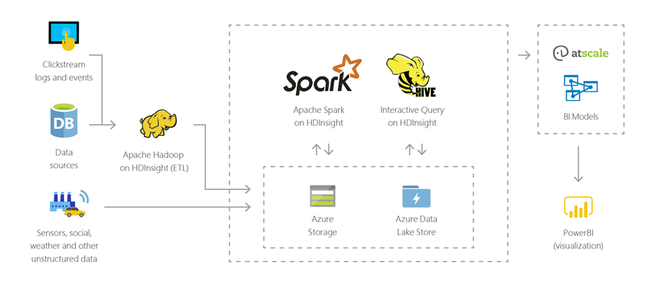 Clickstream
logs and events
DB
Data
sources
Sensors, social,
weather and other
unstructured data
Apache Hadoop
on HDInsight (ETL)
Spark
Apache Spark
on HDInsight
HIVE
Interactive Query
on HDInsight
Azure
Storage
Azure Data
Lake Store
atscale
BI Models
PowerBI
(visualization)